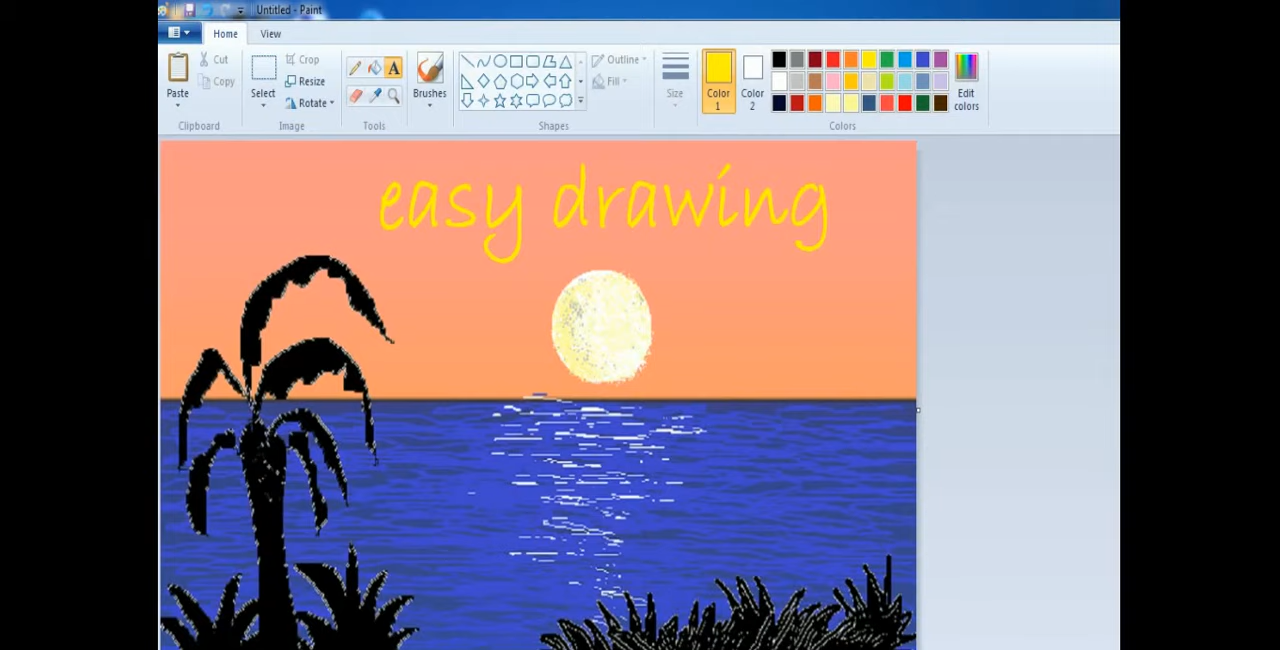 Untitled - Paint
Home View
Cut
Copy
Paste
Clipboard
Crop
Resize
Rotate
Select
Image
A
Tools
Brushes
Outline
Fill
Shapes
Size
Color 1
Color 2
Edit colors
Colors
easy drawing